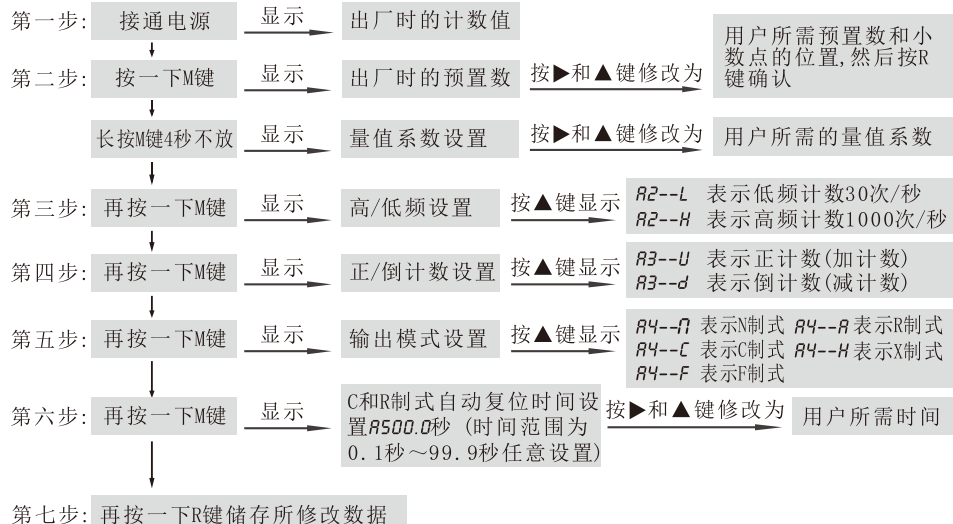 第一步: 接通电源 显示 出厂时的计数值
第二步: 按一下M键 显示 出厂时的预置数 按▶和▲键修改为
用户所需预置数和小
数点的位置,然后按R
键确认
长按M键4秒不放 显示 量值系数设置 按▶和▲键修改为 用户所需的量值系数
第三步: 再按一下M键 显示 高/低频设置 按▲键显示
A2--L 表示低频计数30次/秒
A2--H 表示高频计数1000次/秒
第四步: 再按一下M键 显示 正/倒计数设置 按▲键显示
A3--U 表示正计数(加计数)
A3--d 表示倒计数(减计数)
第五步: 再按一下M键 显示 输出模式设置 按▲键显示
A4--N 表示N制式 A4--R 表示R制式
A4--C 表示C制式 A4--H 表示X制式
A4--F 表示F制式
第六步: 再按一下M键 显示
C和R制式自动复位时间设
置A500.0秒 (时间范围为
0.1秒～99.9秒任意设置)
按▶和▲键修改为 用户所需时间
第七步: 再按一下R键储存所修改数据